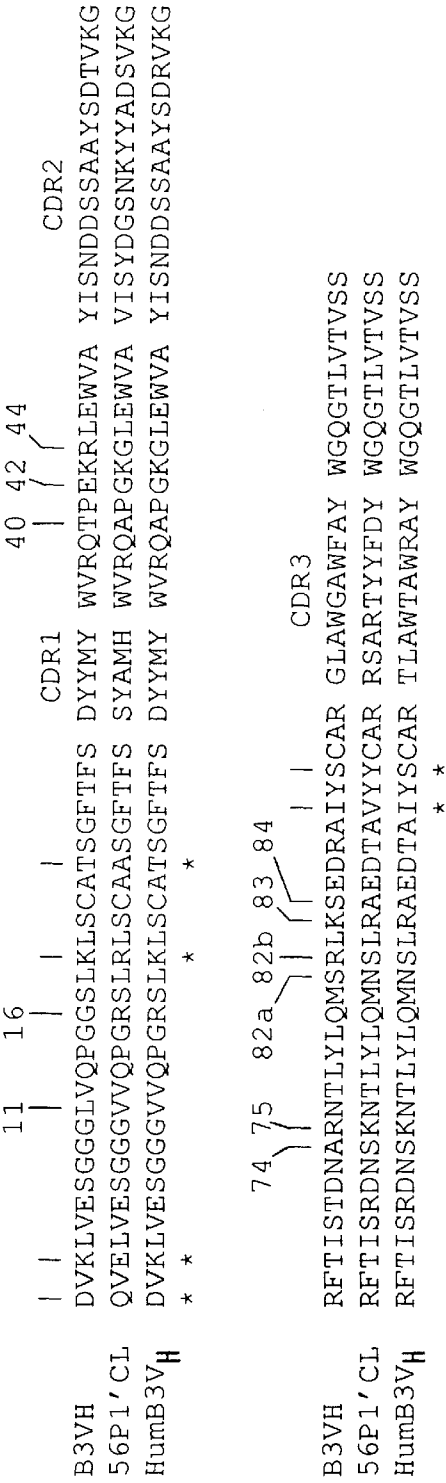 11 16 40 42 44
CDR1 CDR2
B3VH DVKLVESGGGLVQPGGSLKLSCATSGFTFS DYYMY WVRQTPEKRLEWVA YISNDDSSAAYSDTVKG
56P1'CL QVELVESGGGVVQPGRSLRLSCAASGFTFS SYAMH WVRQAPGKGLEWVA VISYDGSNKYYADSVKG
HumB3VH DVKLVESGGGVVQPGRSLKLSCATSGFTFS DYYMY WVRQAPGKGLEWVA YISNDDSSAAYSDRVKG
* * * *
74 75 82a 82b 83 84
CDR3
B3VH RFTISTDNARNTLYLQMSRLKSEDRAIYSCAR GLAWGAWFAY WGQGTLVTVSS
56P1'CL RFTISRDNSKNTLYLQMNSLRAEDTAVYYCAR RSARTYYFDY WGQGTLVTVSS
HumB3VH RFTISRDNSKNTLYLQMNSLRAEDTAIYSCAR TLAWTAWRAY WGQGTLVTVSS
* *